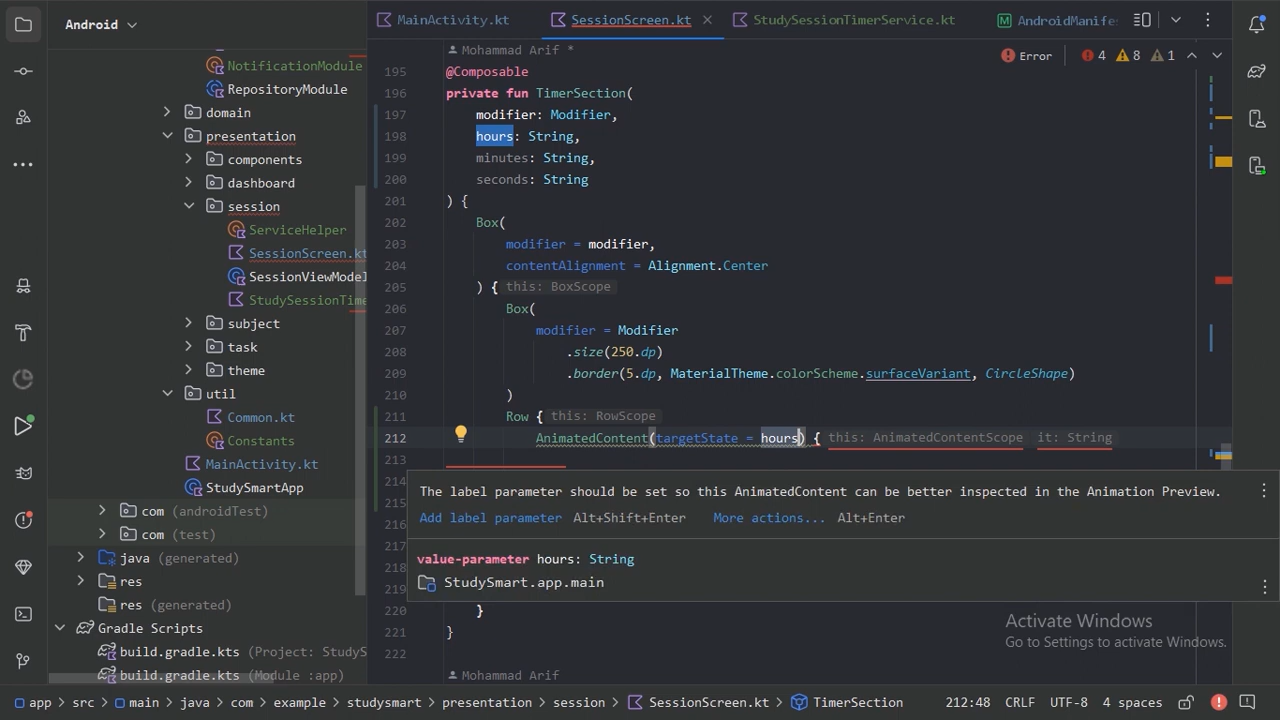 Android
MainActivity.kt
SessionScreen.kt
StudySessionTimerService.kt
AndroidManifes
NotificationModule
RepositoryModule
domain
presentation
components
dashboard
session
ServiceHelper
SessionScreen.kt
SessionViewModel
StudySessionTime
subject
task
theme
util
Common.kt
Constants
MainActivity.kt
StudySmartApp
com (androidTest)
com (test)
java (generated)
res
res (generated)
Gradle Scripts
build.gradle.kts (Project: StudyS
build.gradle.kts (Module :app)
Mohammad Arif *
Error 4 8 1
195 @Composable
196 private fun TimerSection(
197 modifier: Modifier,
198 hours: String,
199 minutes: String,
200 seconds: String
201 ) {
202 Box(
203 modifier = modifier,
204 contentAlignment = Alignment.Center
205 ) { this: BoxScope
206 Box(
207 modifier = Modifier
208 .size(250.dp)
209 .border(5.dp, MaterialTheme.colorScheme.surfaceVariant, CircleShape)
210 )
211 Row { this: RowScope
212 AnimatedContent(targetState = hours) { this: AnimatedContentScope it: String
213
214
215
The label parameter should be set so this AnimatedContent can be better inspected in the Animation Preview.
Add label parameter Alt+Shift+Enter More actions... Alt+Enter
value-parameter hours: String
StudySmart.app.main
216
217
218
219
220 }
221 }
222
Mohammad Arif
Activate Windows
Go to Settings to activate Windows.
app > src > main > java > com > example > studysmart > presentation > session > SessionScreen.kt > TimerSection
212:48 CRLF UTF-8 4 spaces